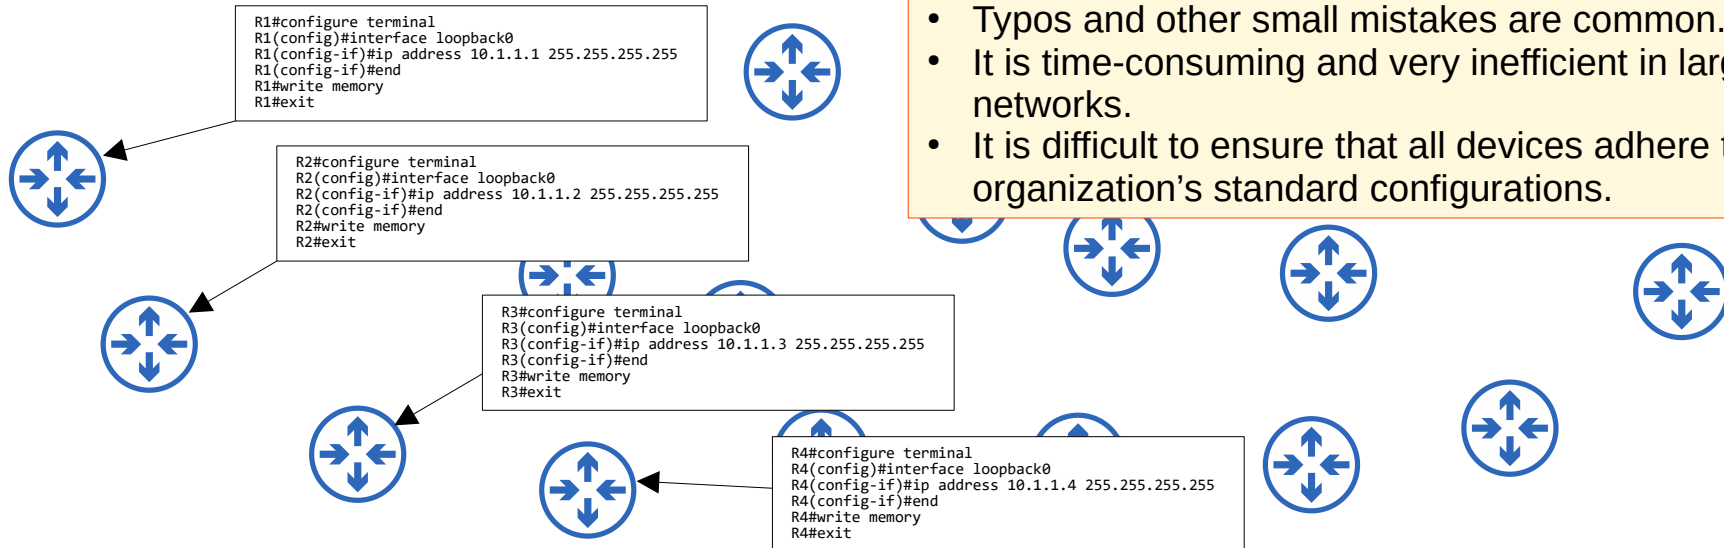 R1#configure terminal
R1(config)#interface loopback0
R1(config-if)#ip address 10.1.1.1 255.255.255.255
R1(config-if)#end
R1#write memory
R1#exit
• Typos and other small mistakes are common.
• It is time-consuming and very inefficient in
networks.
• It is difficult to ensure that all devices adhere
organization’s standard configurations.
R2#configure terminal
R2(config)#interface loopback0
R2(config-if)#ip address 10.1.1.2 255.255.255.255
R2(config-if)#end
R2#write memory
R2#exit
R3#configure terminal
R3(config)#interface loopback0
R3(config-if)#ip address 10.1.1.3 255.255.255.255
R3(config-if)#end
R3#write memory
R3#exit
R4#configure terminal
R4(config)#interface loopback0
R4(config-if)#ip address 10.1.1.4 255.255.255.255
R4(config-if)#end
R4#write memory
R4#exit